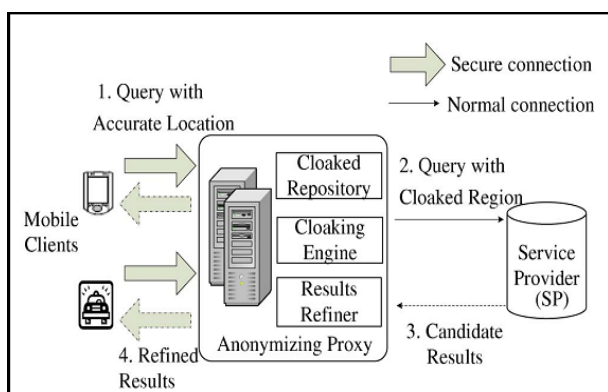 Secure connection
Normal connection
1. Query with
Accurate Location
Mobile
Clients
4. Refined
Results
Cloaked
Repository
Cloaking
Engine
Results
Refiner
Anonymizing Proxy
2. Query with
Cloaked Region
Service
Provider
(SP)
3. Candidate
Results